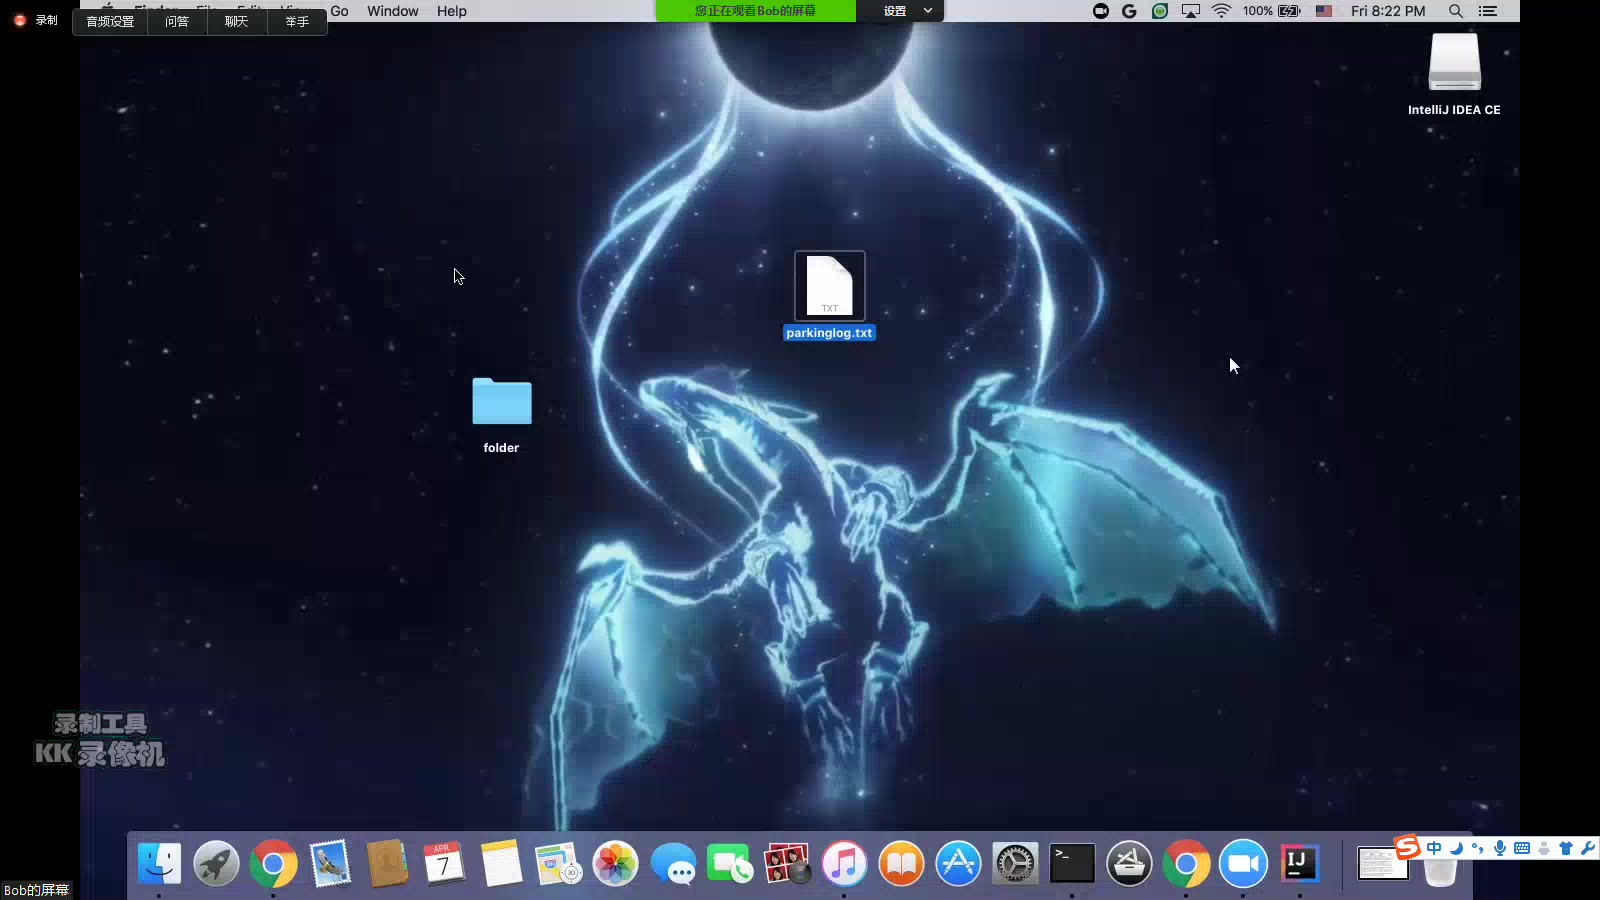 录制
音频设置
问答
聊天
举手
Go
Window
Help
您正在观看Bob的屏幕
设置
100%
Fri 8:22 PM
IntelliJ IDEA CE
TXT
parkinglog.txt
folder
录制工具
KK 录像机
APR
7
IJ
中
Bob的屏幕